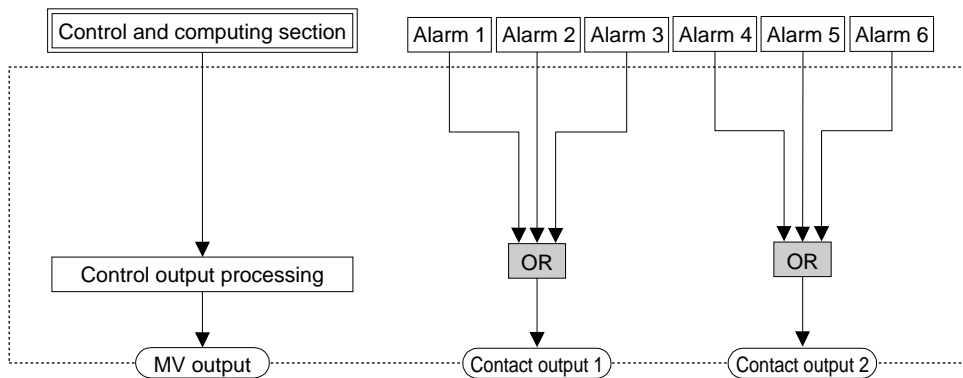 Control and computing section
Alarm 1
Alarm 2
Alarm 3
Alarm 4
Alarm 5
Alarm 6
OR
OR
Control output processing
MV output
Contact output 1
Contact output 2